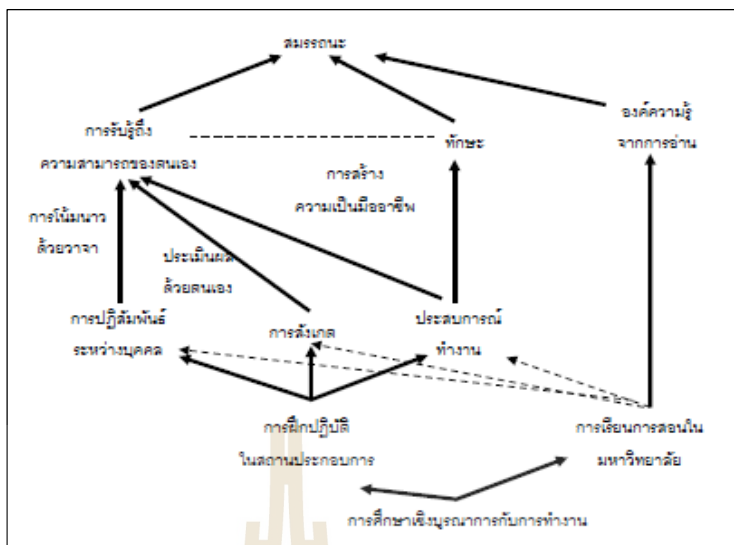 สมรรถนะ
องค์ความรู้
จากการอ่าน
การรับรู้ถึง
ความสามารถของตนเอง
ทักษะ
การสร้าง
ความเป็นมืออาชีพ
การโน้มนาว
ด้วยวาจา
ประเมินผล
ด้วยตนเอง
การปฏิสัมพันธ์
ระหว่างบุคคล
การสังเกต
ประสบการณ์
ทำงาน
การฝึกปฏิบัติ
ในสถานประกอบการ
การเรียนการสอนใน
มหาวิทยาลัย
การศึกษาเชิงบูรณาการกับการทำงาน